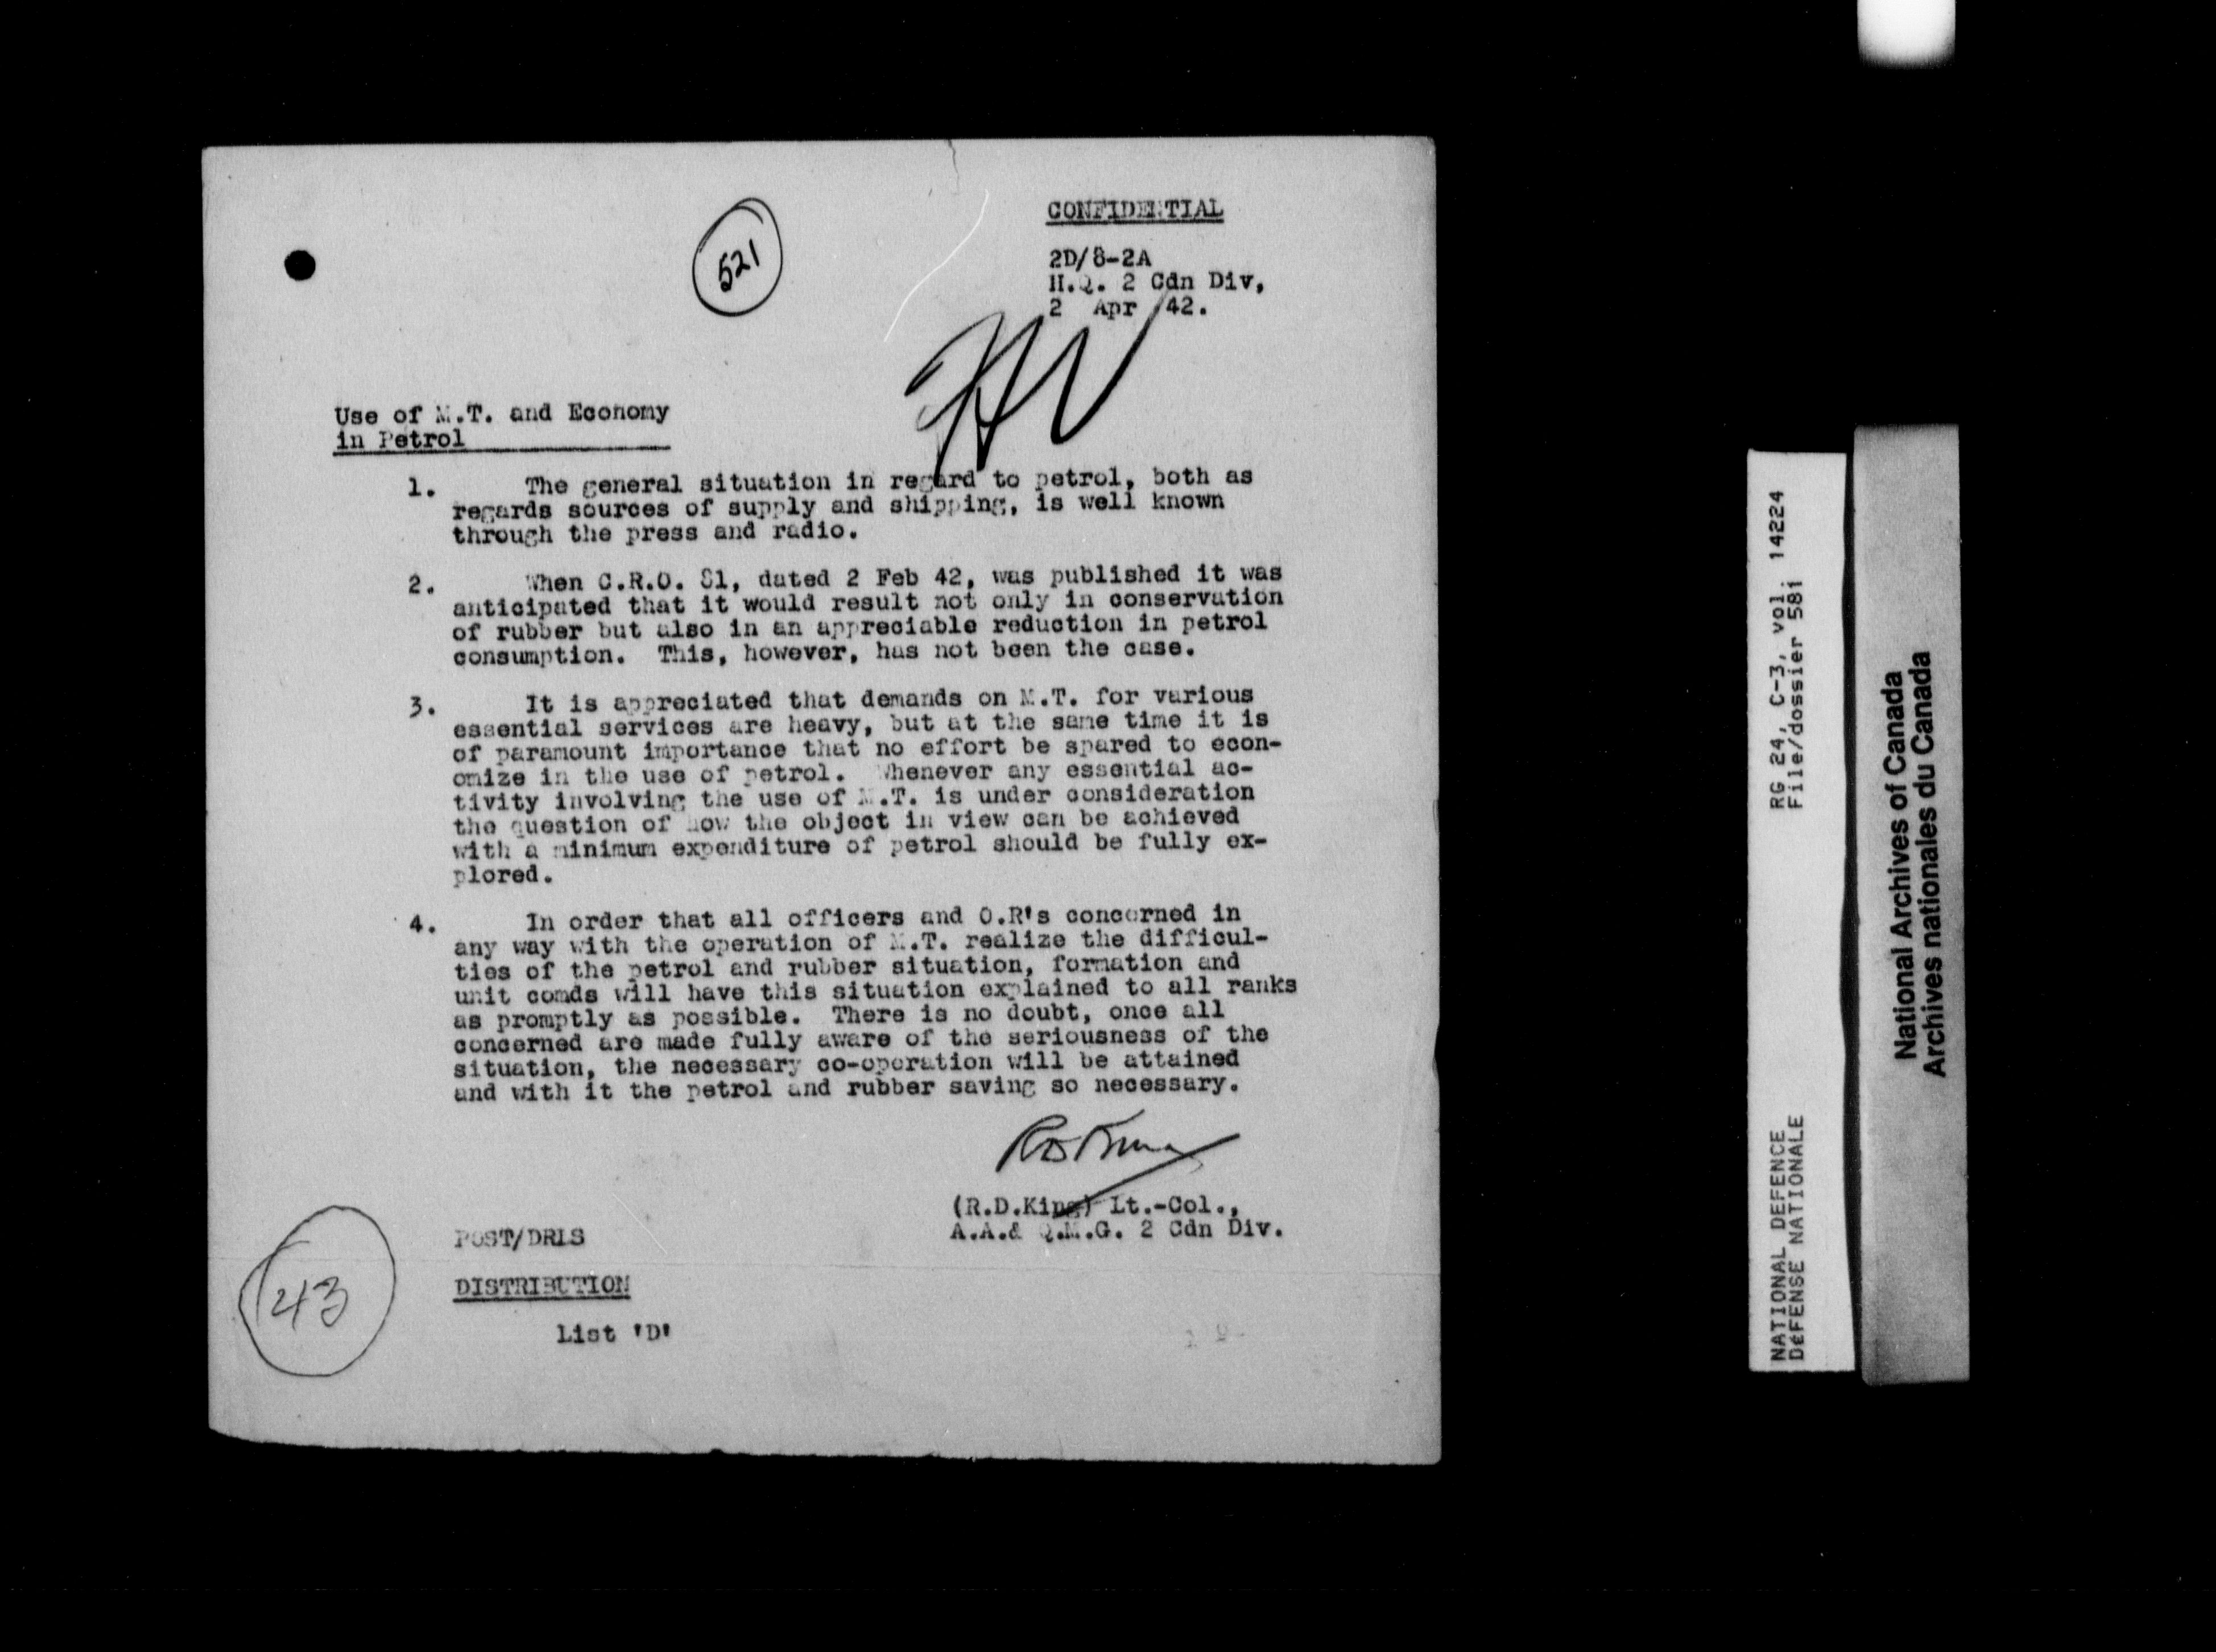 521
CONFIDENTIAL
2D/8-2A
H.Q. 2 Cdn Div,
2 Apr 42.
Use of M.T. and Economy
in Petrol
1. The general situation in regard to petrol, both as
regards sources of supply and shipping, is well known
through the press and radio.
2. When C.R.O. 81, dated 2 Feb 42, was published it was
anticipated that it would result not only in conservation
of rubber but also in an appreciable reduction in petrol
consumption. This, however, has not been the case.
3. It is appreciated that demands on M.T. for various
essential services are heavy, but at the same time it is
of paramount importance that no effort be spared to econ-
omize in the use of petrol. Whenever any essential ac-
tivity involving the use of M.T. is under consideration
the question of how the object in view can be achieved
with a minimum expenditure of petrol should be fully ex-
plored.
4. In order that all officers and O.R's concerned in
any way with the operation of M.T. realize the difficul-
ties of the petrol and rubber situation, formation and
unit comds will have this situation explained to all ranks
as promptly as possible. There is no doubt, once all
concerned are made fully aware of the seriousness of the
situation, the necessary co-operation will be attained
and with it the petrol and rubber saving so necessary.
RDKing
(R.D.King) Lt.-Col.,
A.A.& Q.M.G. 2 Cdn Div.
POST/DRLS
DISTRIBUTION
List 'D'
43
NATIONAL DEFENCE RG 24, C-3, vol. 14224
DéFENSE NATIONALE File/dossier 581
National Archives of Canada
Archives nationales du Canada